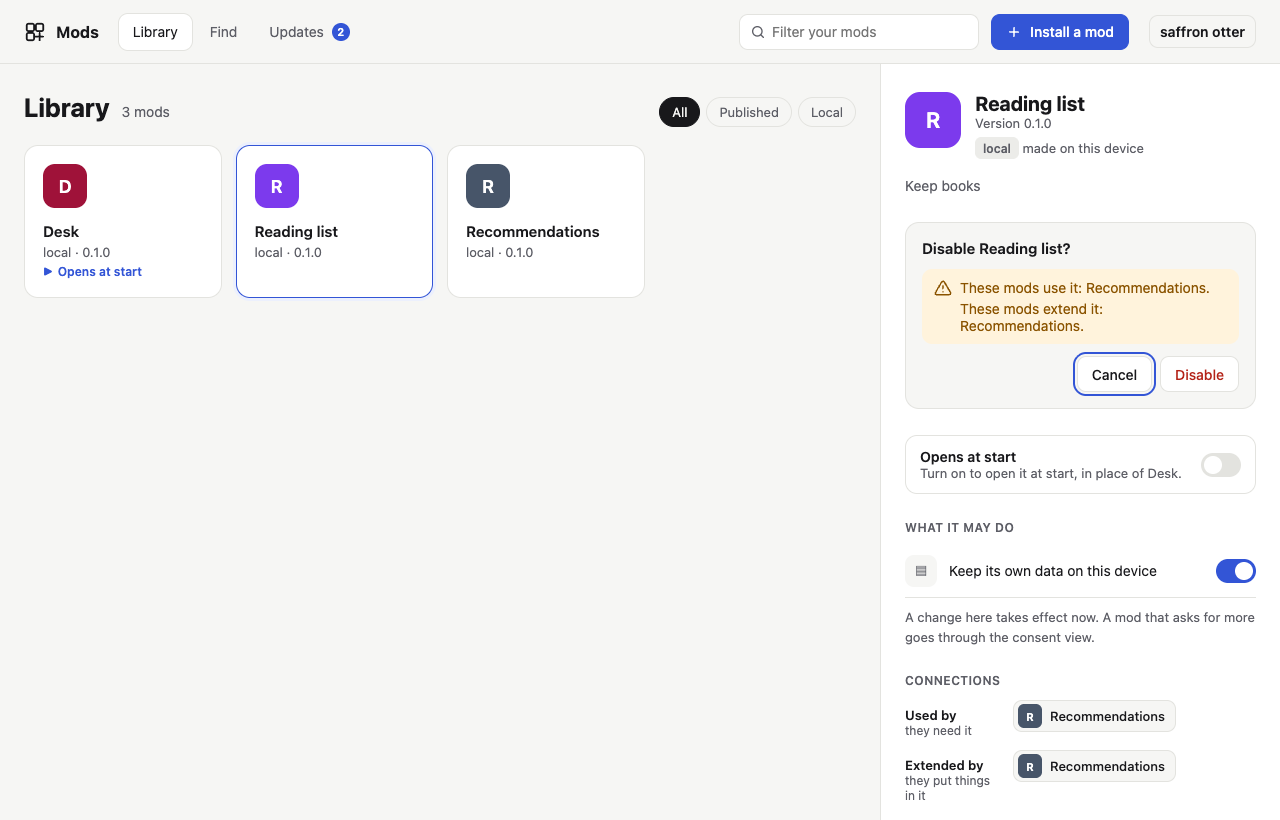 Mods
Library
Find
Updates 2
Filter your mods
Install a mod
saffron otter
Library 3 mods
All
Published
Local
D
Desk
local · 0.1.0
Opens at start
R
Reading list
local · 0.1.0
R
Recommendations
local · 0.1.0
R
Reading list
Version 0.1.0
local made on this device
Keep books
Disable Reading list?
These mods use it: Recommendations.
These mods extend it:
Recommendations.
Cancel
Disable
Opens at start
Turn on to open it at start, in place of Desk.
WHAT IT MAY DO
Keep its own data on this device
A change here takes effect now. A mod that asks for more
goes through the consent view.
CONNECTIONS
Used by
they need it
R Recommendations
Extended by
they put things
in it
R Recommendations